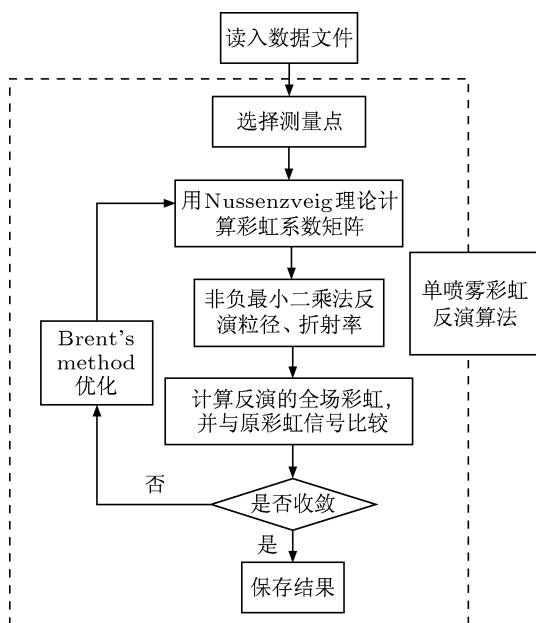 读入数据文件
选择测量点
用Nussenzveig理论计
算彩虹系数矩阵
非负最小二乘法反
演粒径、折射率
单喷雾彩虹
反演算法
Brent's
method
优化
计算反演的全场彩虹,
并与原彩虹信号比较
否
是否收敛
是
保存结果